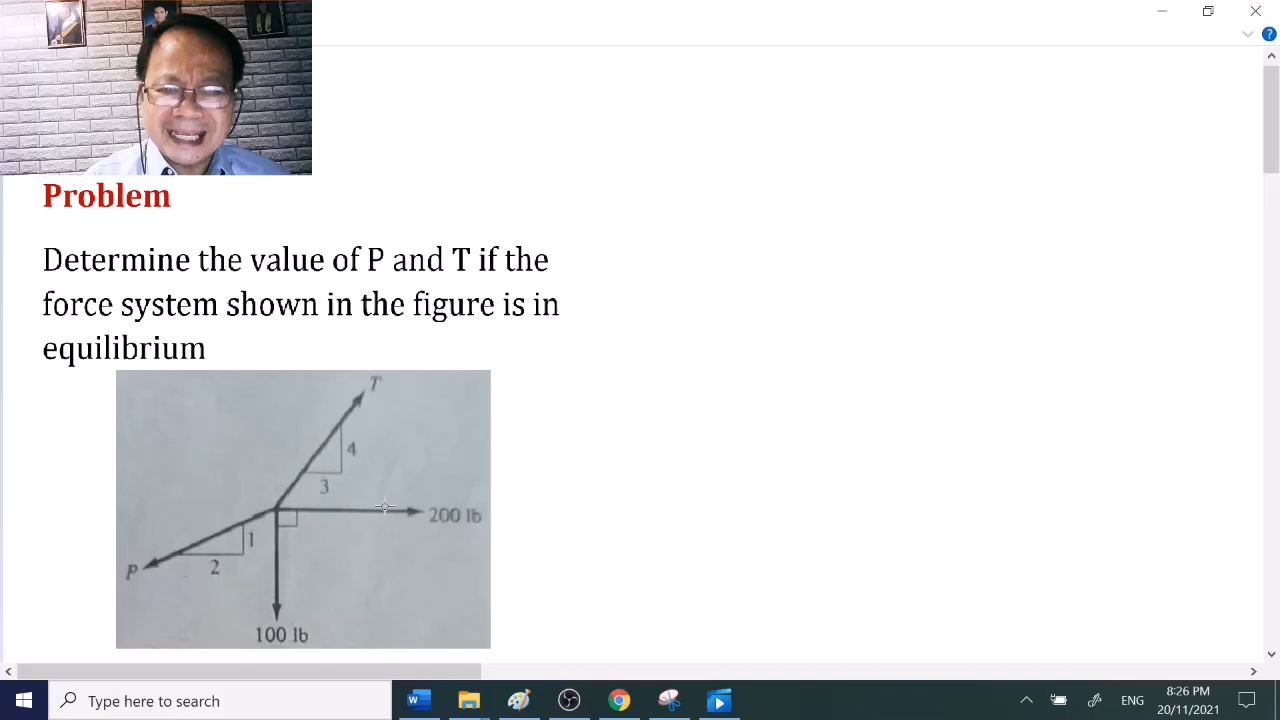 Problem
Determine the value of P and T if the
force system shown in the figure is in
equilibrium
T
4
3
200 lb
1
2
P
100 lb
Type here to search
ENG
8:26 PM
20/11/2021